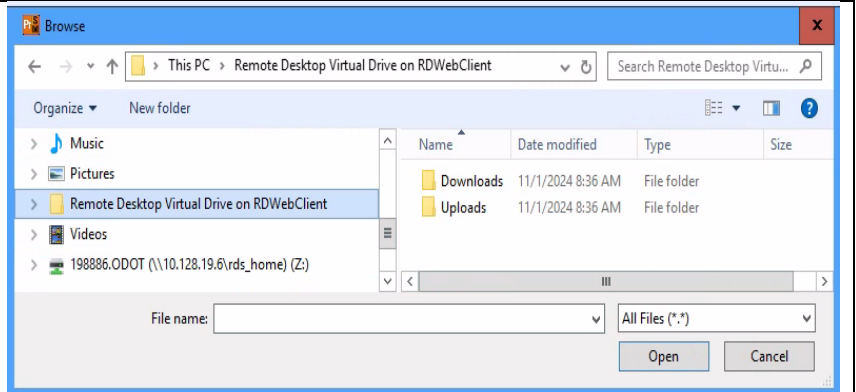 Browse
x
This PC > Remote Desktop Virtual Drive on RDWebClient
Search Remote Desktop Virtu...
Organize
New folder
?
Music
Pictures
Remote Desktop Virtual Drive on RDWebClient
Videos
198886.ODOT (\\10.128.19.6\rds_home) (Z:)
Name Date modified Type Size
Downloads 11/1/2024 8:36 AM File folder
Uploads 11/1/2024 8:36 AM File folder
File name:
All Files (*.*)
Open Cancel